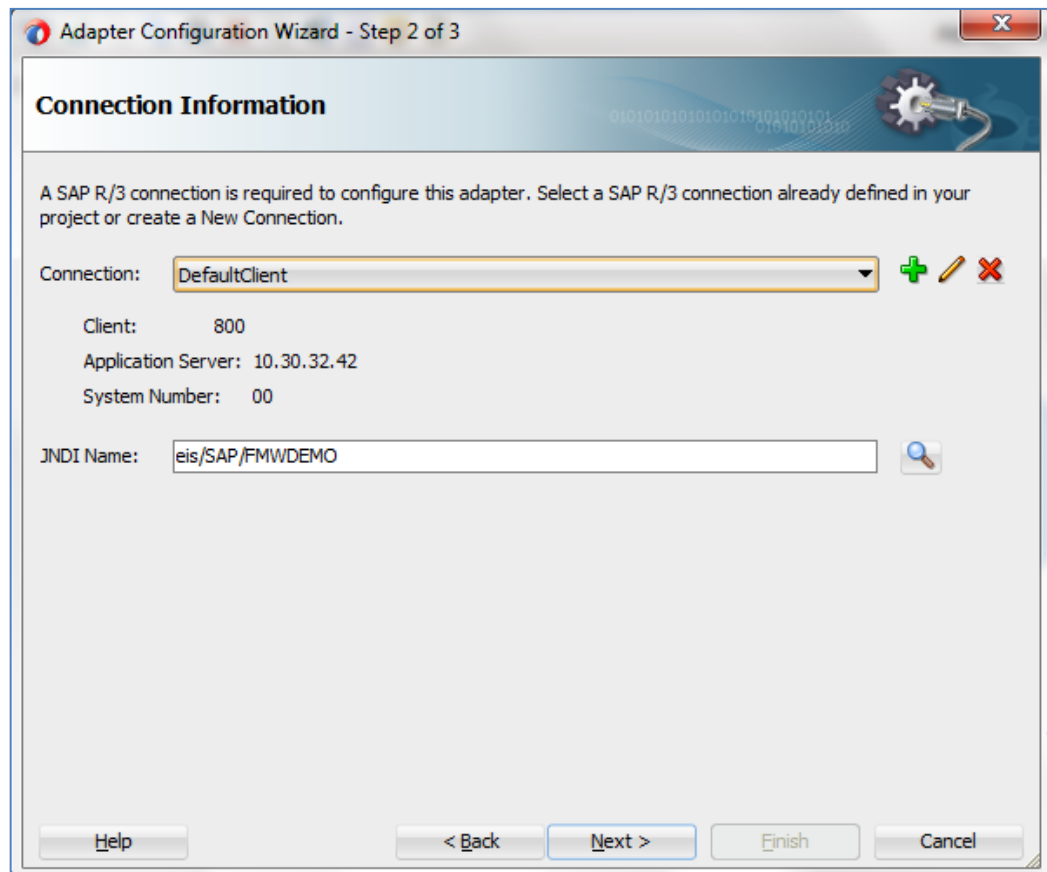 Adapter Configuration Wizard - Step 2 of 3
Connection Information
A SAP R/3 connection is required to configure this adapter. Select a SAP R/3 connection already defined in your
project or create a New Connection.
Connection: DefaultClient
Client: 800
Application Server: 10.30.32.42
System Number: 00
JNDI Name: eis/SAP/FMWDEMO
Help < Back Next > Finish Cancel